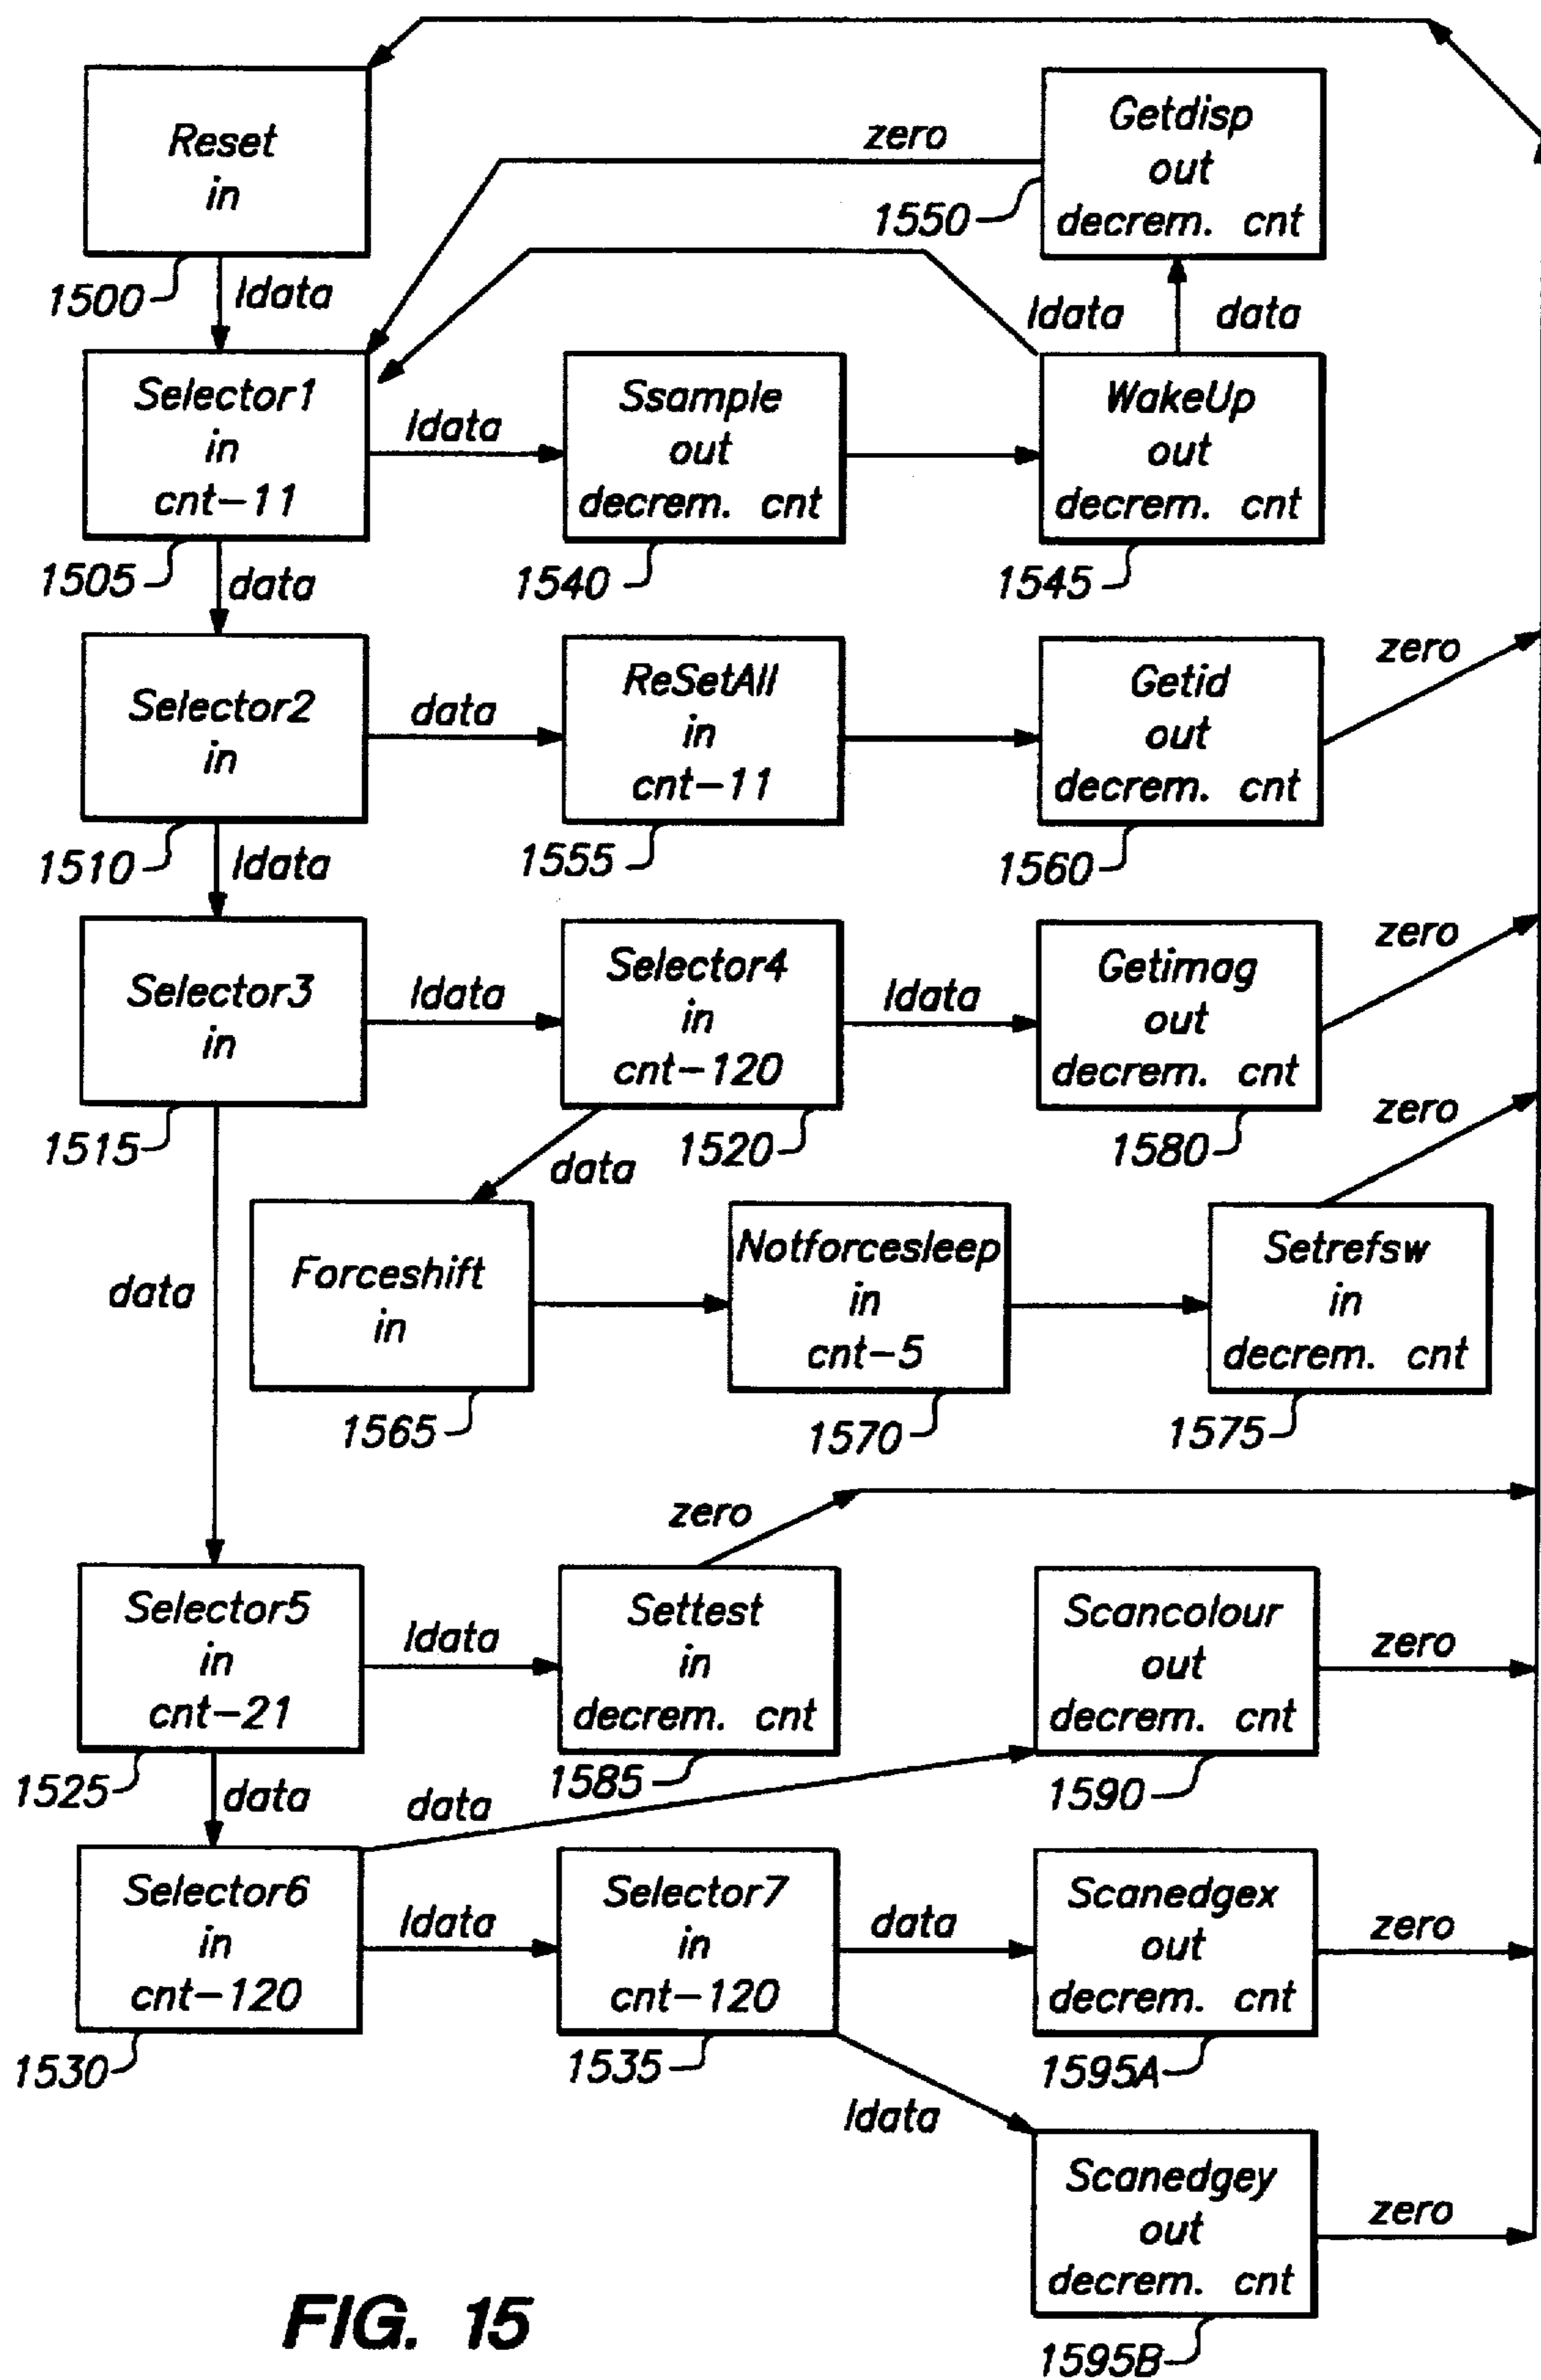 Reset
in
1500
ldata
zero
Getdisp
out
decrem. cnt
1550
ldata
data
Selector1
in
cnt-11
1505
ldata
Ssample
out
decrem. cnt
1540
WakeUp
out
decrem. cnt
1545
data
Selector2
in
1510
data
ReSetAll
in
cnt-11
1555
Getid
out
decrem. cnt
1560
zero
ldata
Selector3
in
1515
ldata
Selector4
in
cnt-120
1520
ldata
Getimag
out
decrem. cnt
1580
zero
data
data
Forceshift
in
1565
Notforcesleep
in
cnt-5
1570
Setrefsw
in
decrem. cnt
1575
zero
Selector5
in
cnt-21
1525
ldata
zero
Settest
in
decrem. cnt
1585
Scancolour
out
decrem. cnt
1590
zero
data
data
Selector6
in
cnt-120
1530
ldata
Selector7
in
cnt-120
1535
data
Scanedgex
out
decrem. cnt
1595A
zero
ldata
Scanedgey
out
decrem. cnt
1595B
zero
FIG. 15